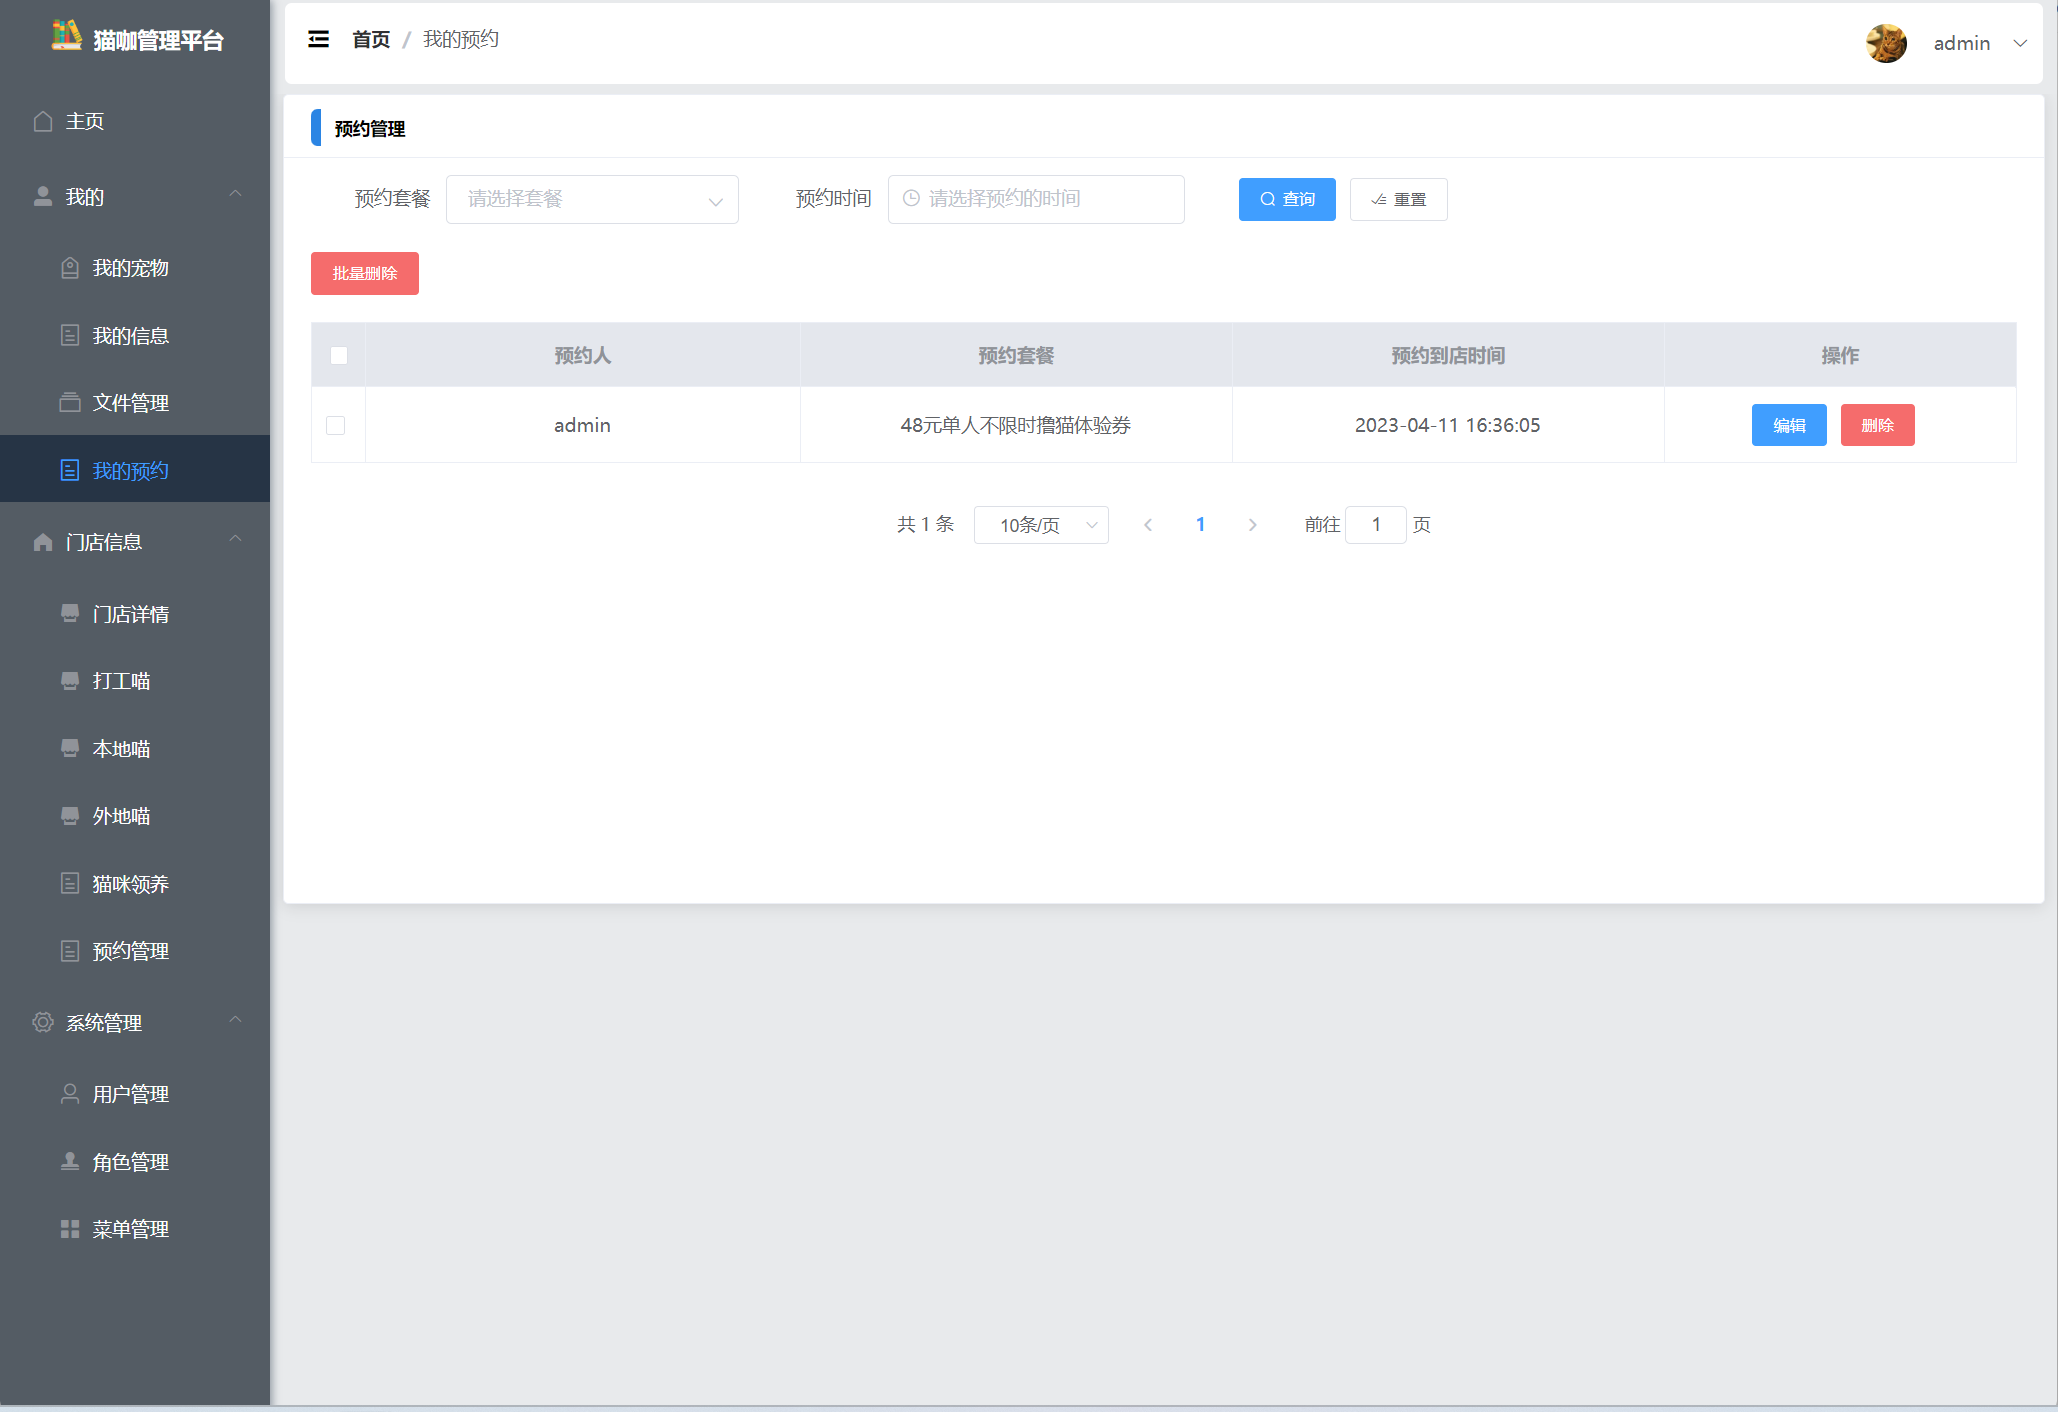 猫咖管理平台
主页
我的
我的宠物
我的信息
文件管理
我的预约
门店信息
门店详情
打工喵
本地喵
外地喵
猫咪领养
预约管理
系统管理
用户管理
角色管理
菜单管理
首页 / 我的预约
admin
预约管理
预约套餐 请选择套餐 预约时间 请选择预约的时间 查询 重置
批量删除
预约人 预约套餐 预约到店时间 操作
admin 48元单人不限时撸猫体验券 2023-04-11 16:36:05 编辑 删除
共 1 条 10条/页 1 前往 1 页